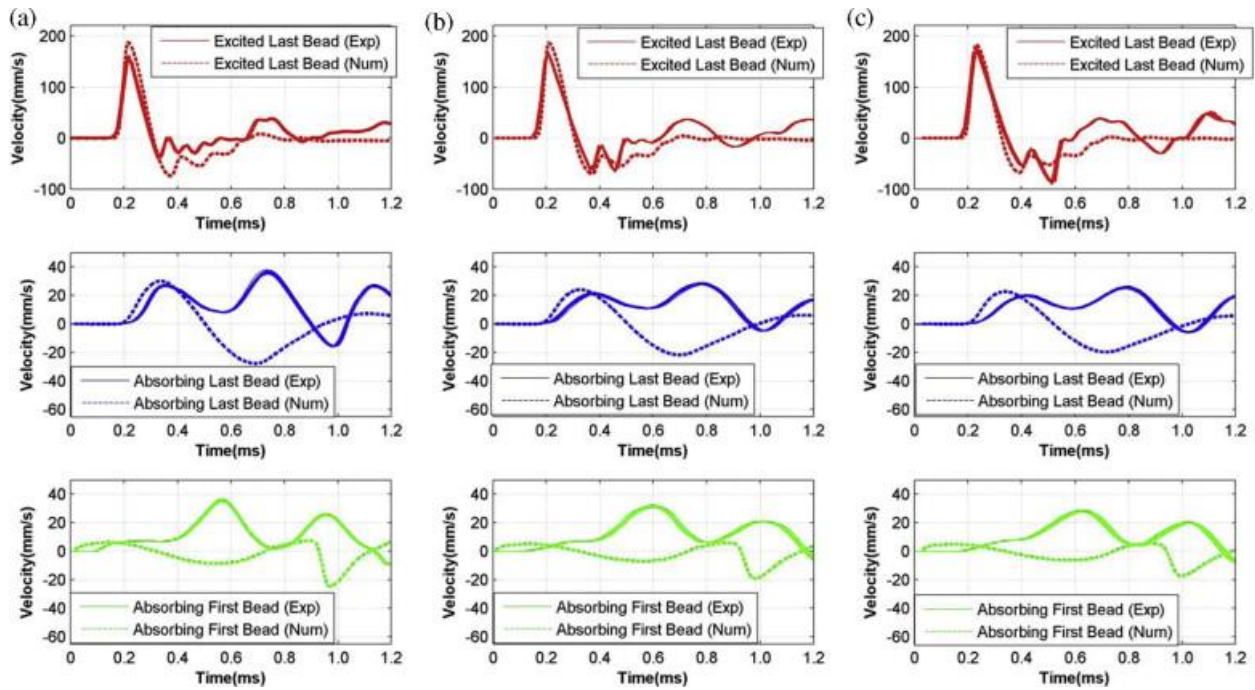 (a)
Velocity(mm/s)
200
100
0
-100
Excited Last Bead (Exp)
Excited Last Bead (Num)
0 0.2 0.4 0.6 0.8 1.0 1.2
Time(ms)
(b)
Velocity(mm/s)
200
100
0
-100
Excited Last Bead (Exp)
Excited Last Bead (Num)
0 0.2 0.4 0.6 0.8 1.0 1.2
Time(ms)
(c)
Velocity(mm/s)
200
100
0
-100
Excited Last Bead (Exp)
Excited Last Bead (Num)
0 0.2 0.4 0.6 0.8 1.0 1.2
Time(ms)
Velocity(mm/s)
40
20
0
-20
-40
-60
Absorbing Last Bead (Exp)
Absorbing Last Bead (Num)
0 0.2 0.4 0.6 0.8 1.0 1.2
Time(ms)
Velocity(mm/s)
40
20
0
-20
-40
-60
Absorbing Last Bead (Exp)
Absorbing Last Bead (Num)
0 0.2 0.4 0.6 0.8 1.0 1.2
Time(ms)
Velocity(mm/s)
40
20
0
-20
-40
-60
Absorbing Last Bead (Exp)
Absorbing Last Bead (Num)
0 0.2 0.4 0.6 0.8 1.0 1.2
Time(ms)
Velocity(mm/s)
40
20
0
-20
-40
-60
Absorbing First Bead (Exp)
Absorbing First Bead (Num)
0 0.2 0.4 0.6 0.8 1.0 1.2
Time(ms)
Velocity(mm/s)
40
20
0
-20
-40
-60
Absorbing First Bead (Exp)
Absorbing First Bead (Num)
0 0.2 0.4 0.6 0.8 1.0 1.2
Time(ms)
Velocity(mm/s)
40
20
0
-20
-40
-60
Absorbing First Bead (Exp)
Absorbing First Bead (Num)
0 0.2 0.4 0.6 0.8 1.0 1.2
Time(ms)